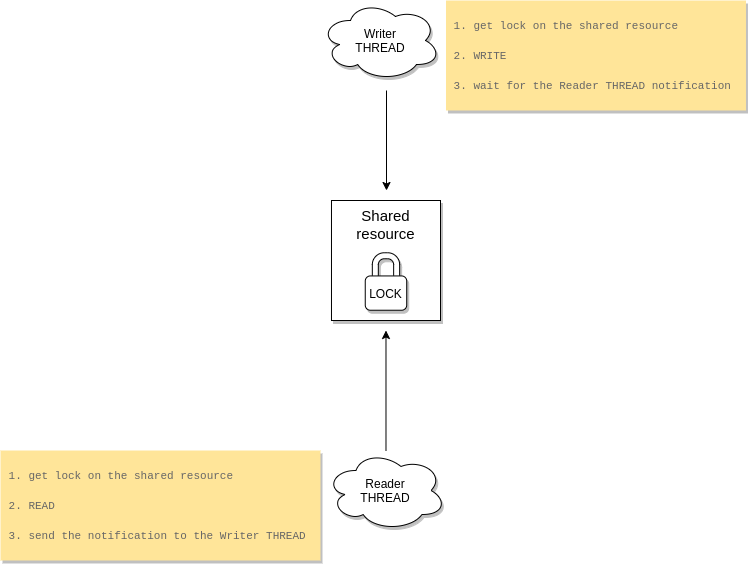 Writer
THREAD
1. get lock on the shared resource
2. WRITE
3. wait for the Reader THREAD notification
Shared
resource
LOCK
1. get lock on the shared resource
2. READ
3. send the notification to the Writer THREAD
Reader
THREAD